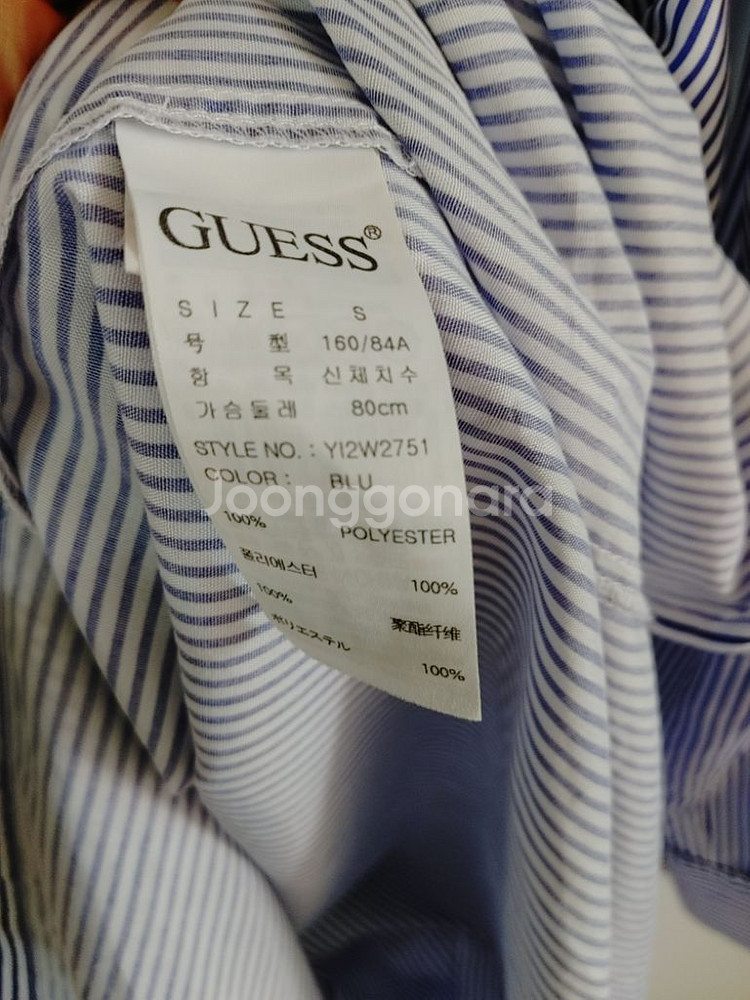 GUESS®
SIZE S
号 型 160/84A
항 목 신체치수
가슴둘레 80cm
STYLE NO. : YI2W2751
COLOR : BLU
Joonggonara
100% POLYESTER
폴리에스터 100%
100% 聚酯纤维
ポリエステル 100%